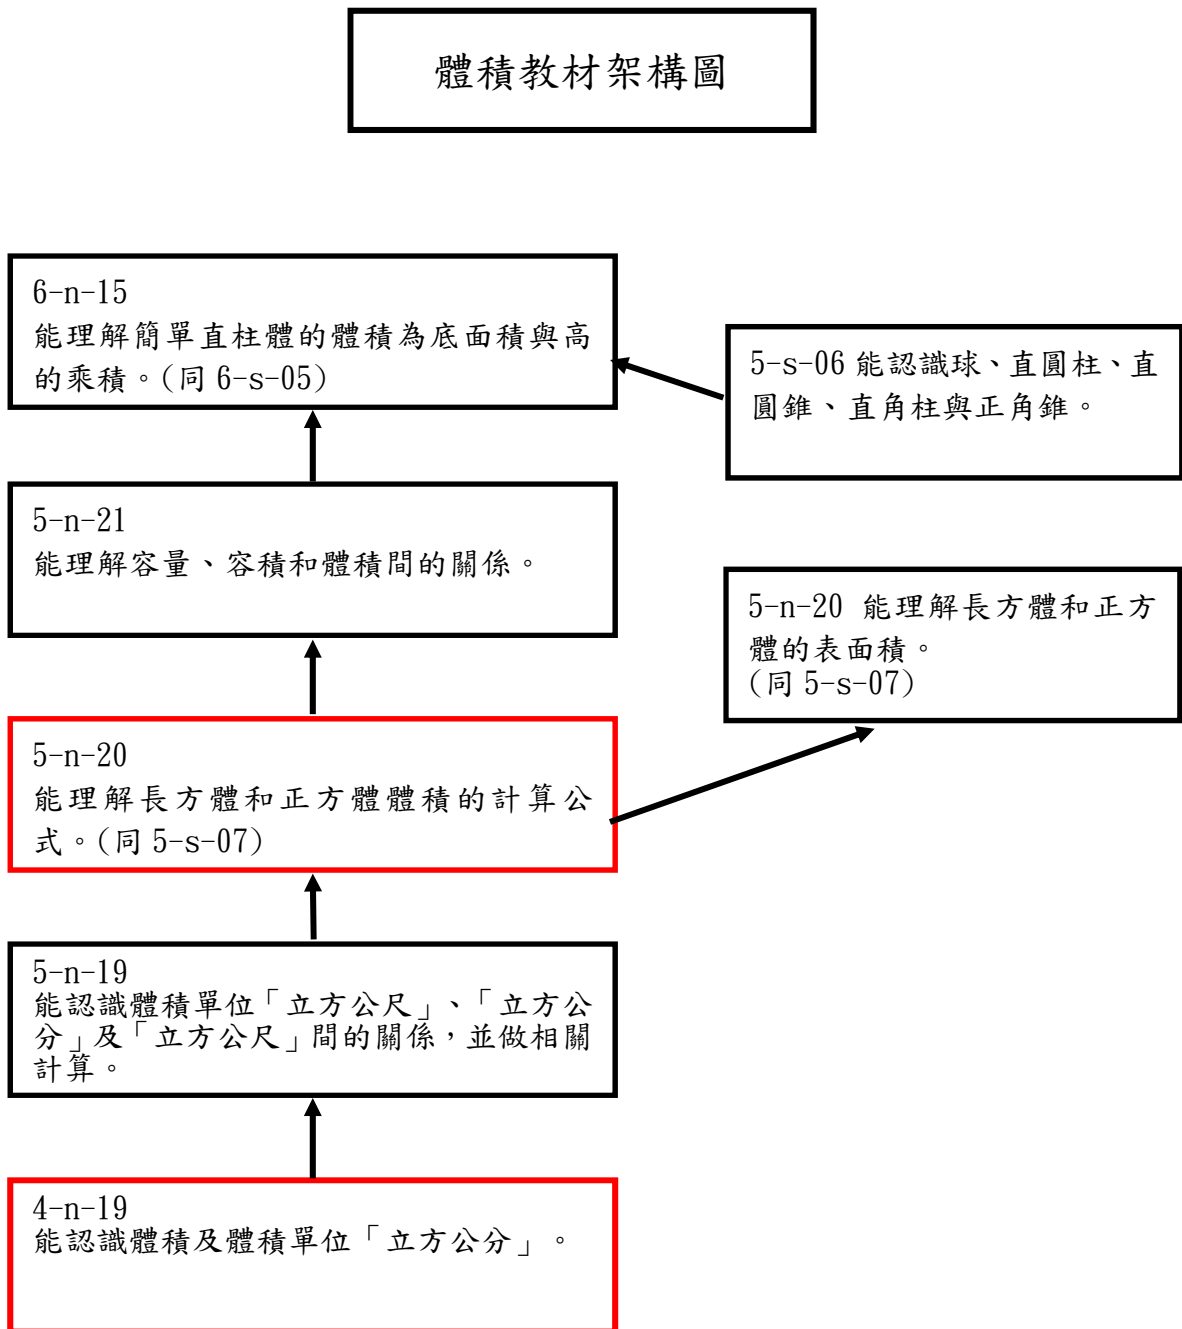 體積教材架構圖
6-n-15
能理解簡單直柱體的體積為底面積與高
的乘積。(同 6-s-05)
5-s-06 能認識球、直圓柱、直
圓錐、直角柱與正角錐。
5-n-21
能理解容量、容積和體積間的關係。
5-n-20 能理解長方體和正方
體的表面積。
(同 5-s-07)
5-n-20
能理解長方體和正方體體積的計算公
式。(同 5-s-07)
5-n-19
能認識體積單位「立方公尺」、「立方公
分」及「立方公尺」間的關係，並做相關
計算。
4-n-19
能認識體積及體積單位「立方公分」。